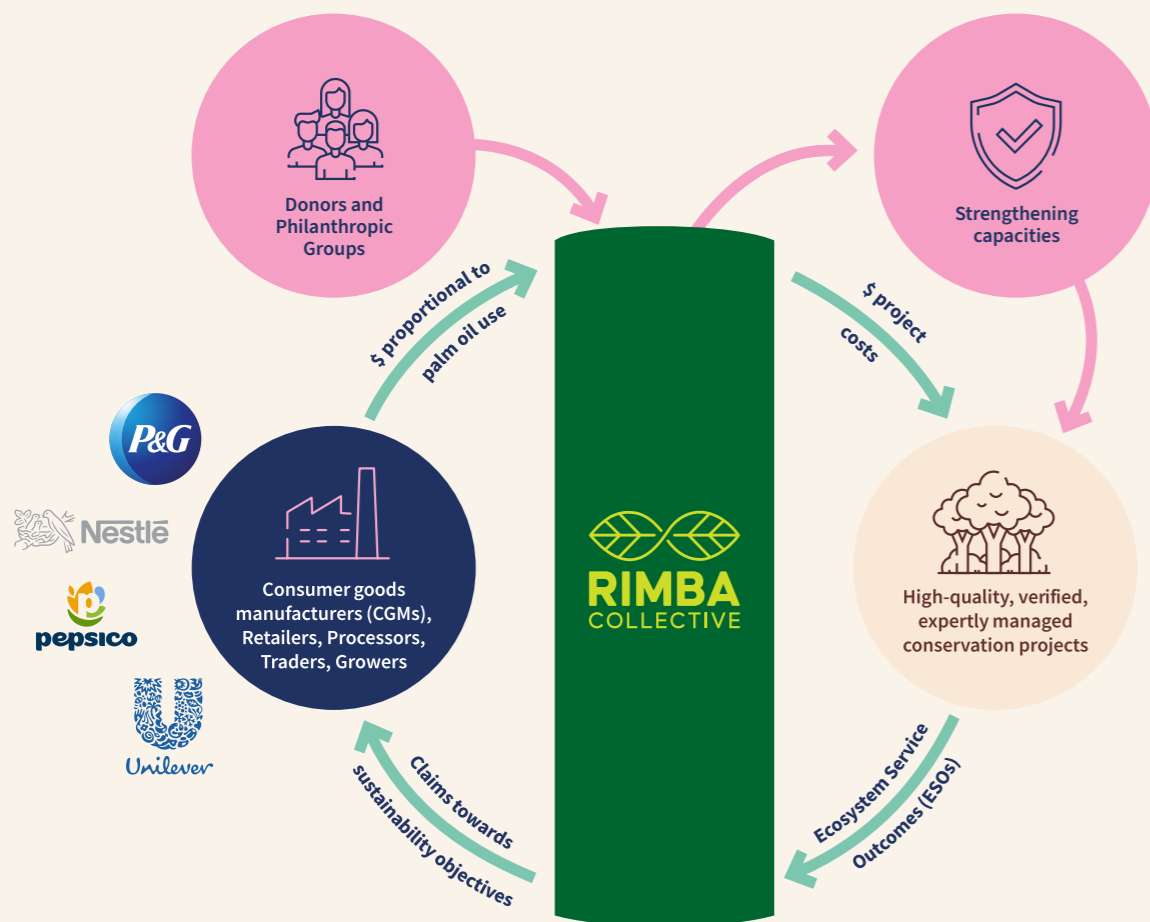 Donors and
Philanthropic
Groups
Strengthening
capacities
$ proportional to
palm oil use
$ project
costs
P&G
Nestlé
pepsico
Unilever
Consumer goods
manufacturers (CGMs),
Retailers, Processors,
Traders, Growers
RIMBA
COLLECTIVE
High-quality, verified,
expertly managed
conservation projects
Claims towards
sustainability objectives
Ecosystem Service
Outcomes (ESOs)